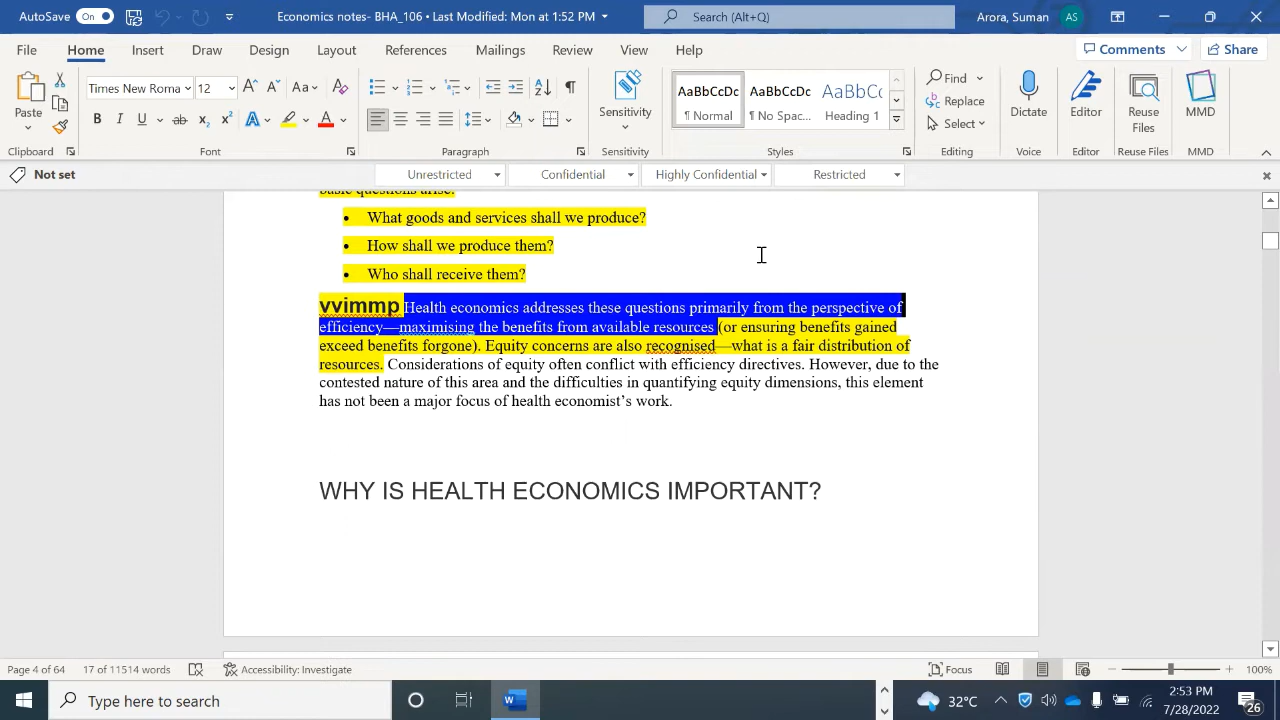 AutoSave On Economics notes- BHA_106 • Last Modified: Mon at 1:52 PM Search (Alt+Q) Arora, Suman AS
File Home Insert Draw Design Layout References Mailings Review View Help Comments Share
Times New Roma 12 Aa AaBbCcDc AaBbCcDc AaBbCc Find
Paste B I U ab x₂ x² A A Sensitivity ¶ Normal ¶ No Spac... Heading 1 Replace Select Dictate Editor Reuse Files MMD
Clipboard Font Paragraph Sensitivity Styles Editing Voice Editor Reuse Files MMD
Not set Unrestricted Confidential Highly Confidential Restricted
basic questions arise.
• What goods and services shall we produce?
• How shall we produce them?
• Who shall receive them?
vvimmp Health economics addresses these questions primarily from the perspective of
efficiency—maximising the benefits from available resources (or ensuring benefits gained
exceed benefits forgone). Equity concerns are also recognised—what is a fair distribution of
resources. Considerations of equity often conflict with efficiency directives. However, due to the
contested nature of this area and the difficulties in quantifying equity dimensions, this element
has not been a major focus of health economist's work.
WHY IS HEALTH ECONOMICS IMPORTANT?
Page 4 of 64 17 of 11514 words Accessibility: Investigate Focus 100%
Type here to search 32°C 2:53 PM
7/28/2022 26